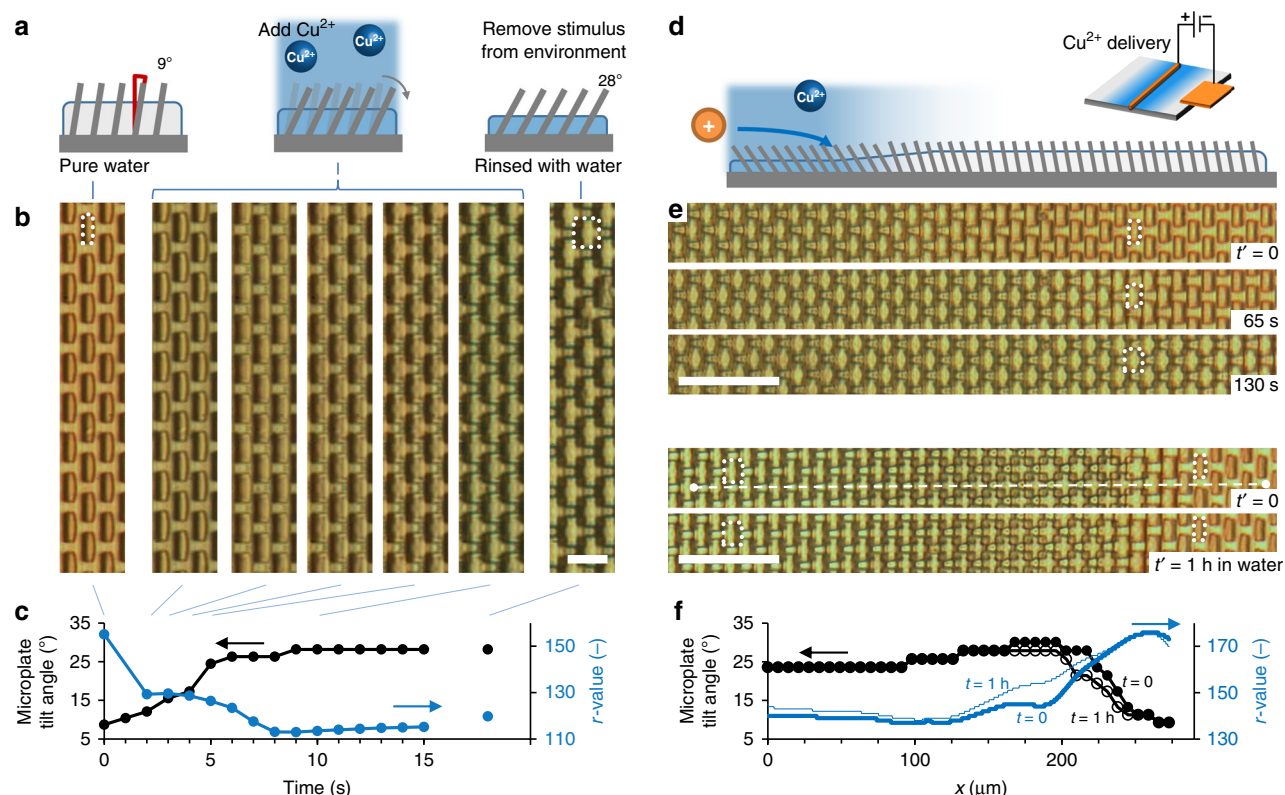 a
Add Cu2+
Cu2+
Cu2+
Remove stimulus
from environment
9°
28°
Pure water
Rinsed with water
b
c
Microplate
tilt angle (°)
35
25
15
5
0
5
10
15
Time (s)
150
130
110
r-value (–)
d
Cu2+ delivery
+ –
Cu2+
+
e
t′ = 0
65 s
130 s
t′ = 0
t′ = 1 h in water
f
Microplate
tilt angle (°)
35
25
15
5
t = 1 h
t = 0
t = 0
t = 1 h
0
100
200
x (μm)
170
150
130
r-value (–)